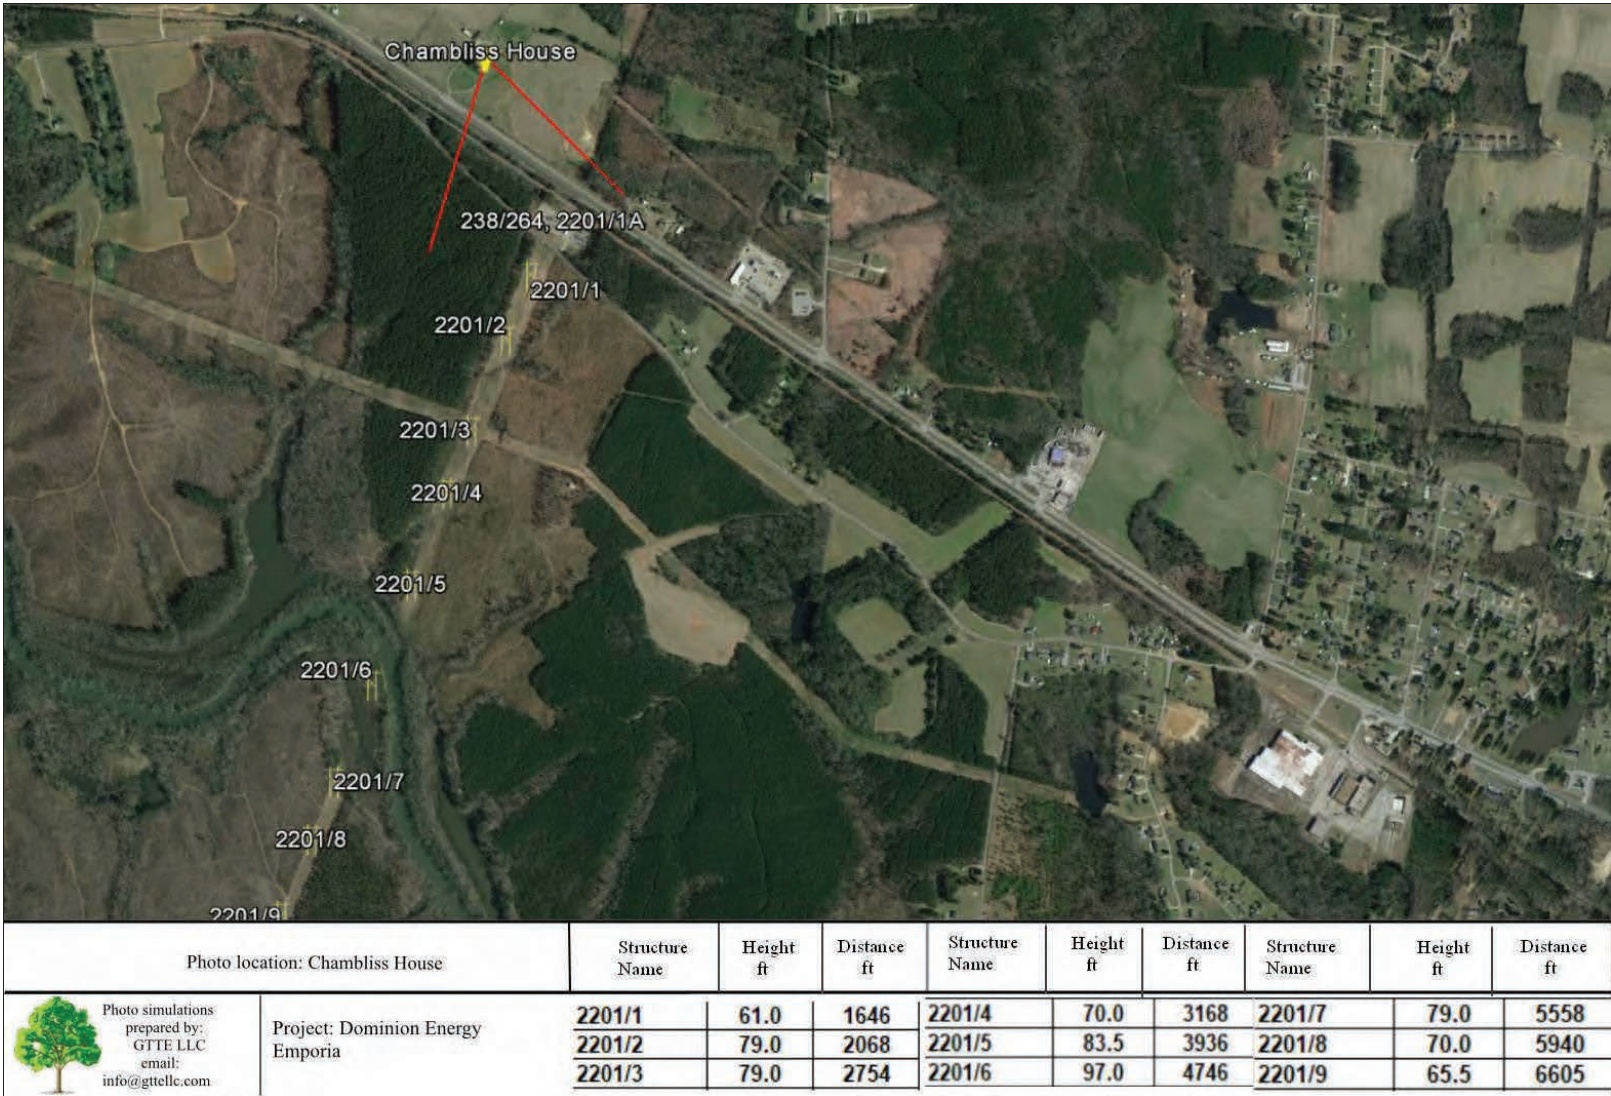 Chambliss House
238/264, 2201/1A
2201/1
2201/2
2201/3
2201/4
2201/5
2201/6
2201/7
2201/8
2201/9
Photo location: Chambliss House
Structure Name Height ft Distance ft Structure Name Height ft Distance ft Structure Name Height ft Distance ft
Photo simulations
prepared by:
GTTE LLC
email:
info@gttellc.com
Project: Dominion Energy
Emporia
2201/1 61.0 1646 2201/4 70.0 3168 2201/7 79.0 5558
2201/2 79.0 2068 2201/5 83.5 3936 2201/8 70.0 5940
2201/3 79.0 2754 2201/6 97.0 4746 2201/9 65.5 6605